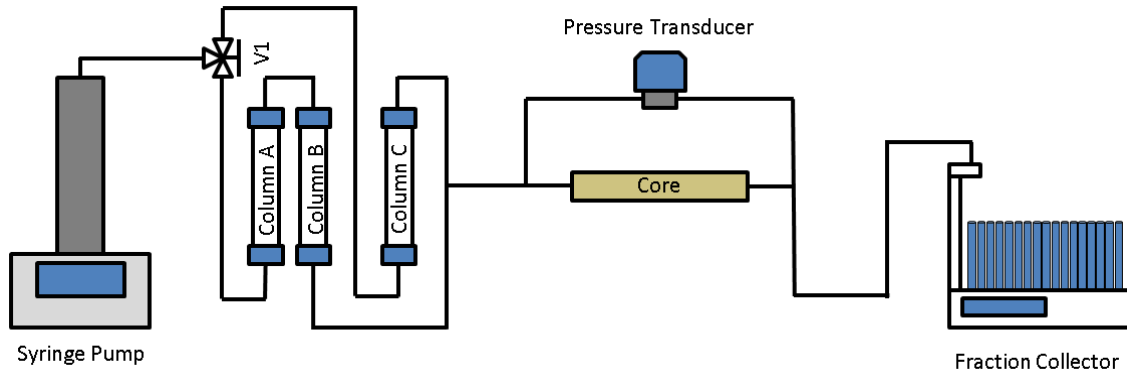 Pressure Transducer
V1
Column A
Column B
Column C
Core
Syringe Pump
Fraction Collector